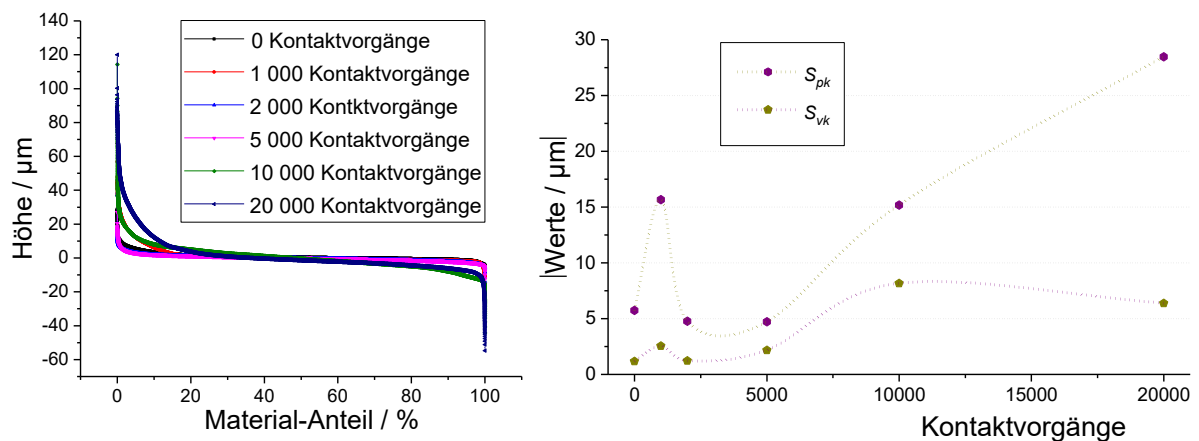 140
120
100
80
60
40
20
0
-20
-40
-60
Höhe / µm
0 Kontaktvorgänge
1 000 Kontaktvorgänge
2 000 Kontktvorgänge
5 000 Kontaktvorgänge
10 000 Kontaktvorgänge
20 000 Kontaktvorgänge
0 20 40 60 80 100
Material-Anteil / %
30
25
20
15
10
5
0
|Werte / µm|
Spk
Svk
0 5000 10000 15000 20000
Kontaktvorgänge